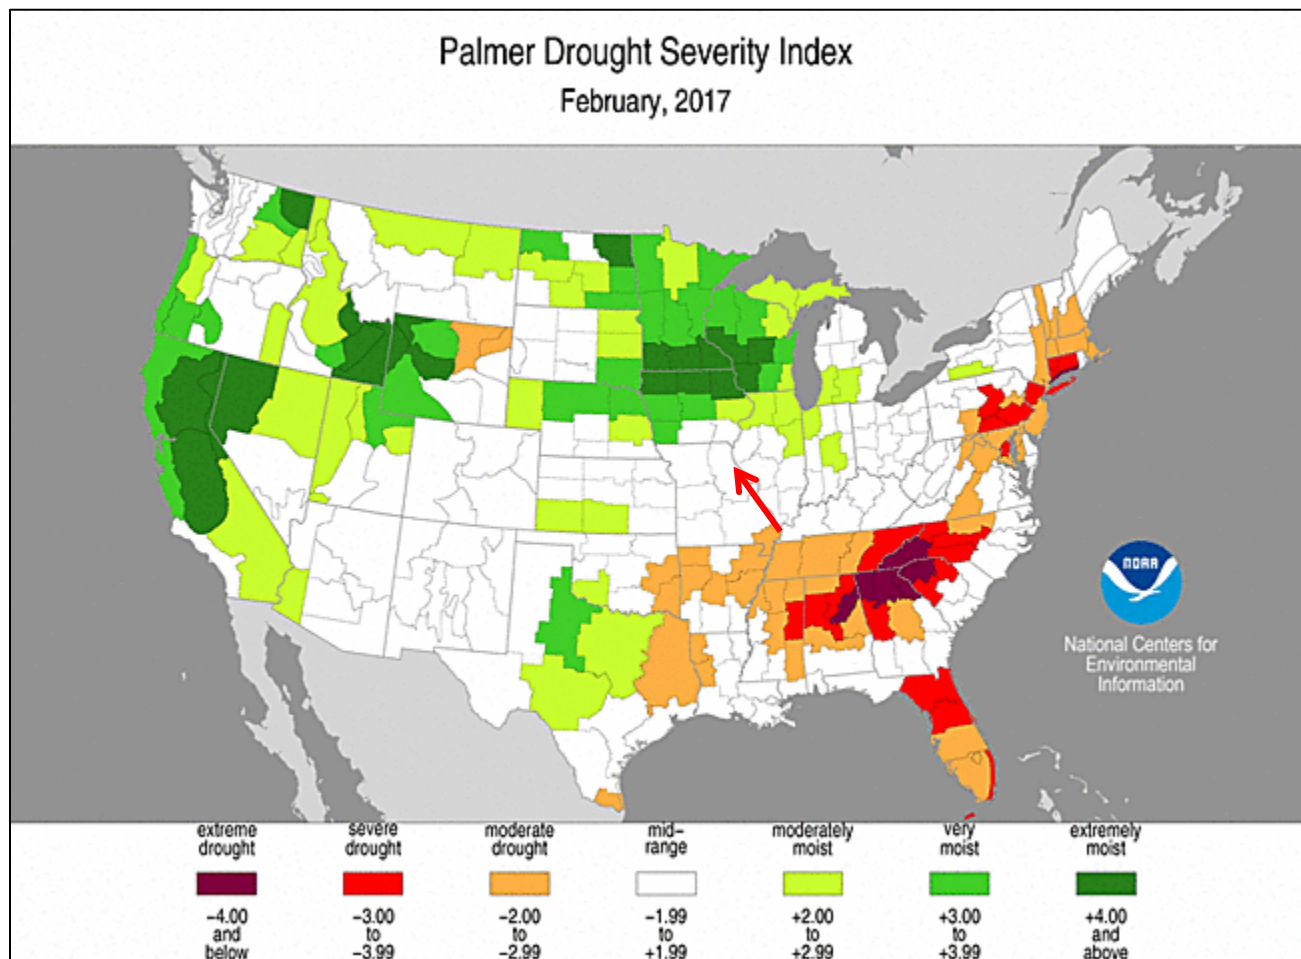 Palmer Drought Severity Index
February, 2017
NOAA
National Centers for
Environmental
Information
extreme
drought
severe
drought
moderate
drought
mid-
range
moderately
moist
very
moist
extremely
moist
-4.00
and
below
-3.00
to
-3.99
-2.00
to
-2.99
-1.99
to
+1.99
+2.00
to
+2.99
+3.00
to
+3.99
+4.00
and
above